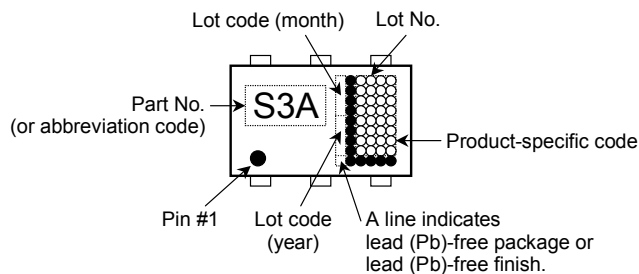 Lot code (month)
Lot No.
Part No.
(or abbreviation code)
S3A
Product-specific code
Pin #1
Lot code
(year)
A line indicates
lead (Pb)-free package or
lead (Pb)-free finish.